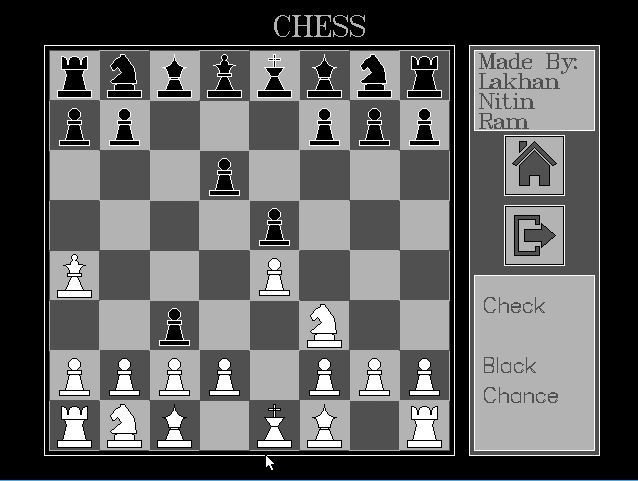 CHESS
Made By:
Lakhan
Nitin
Ram
Check
Black
Chance